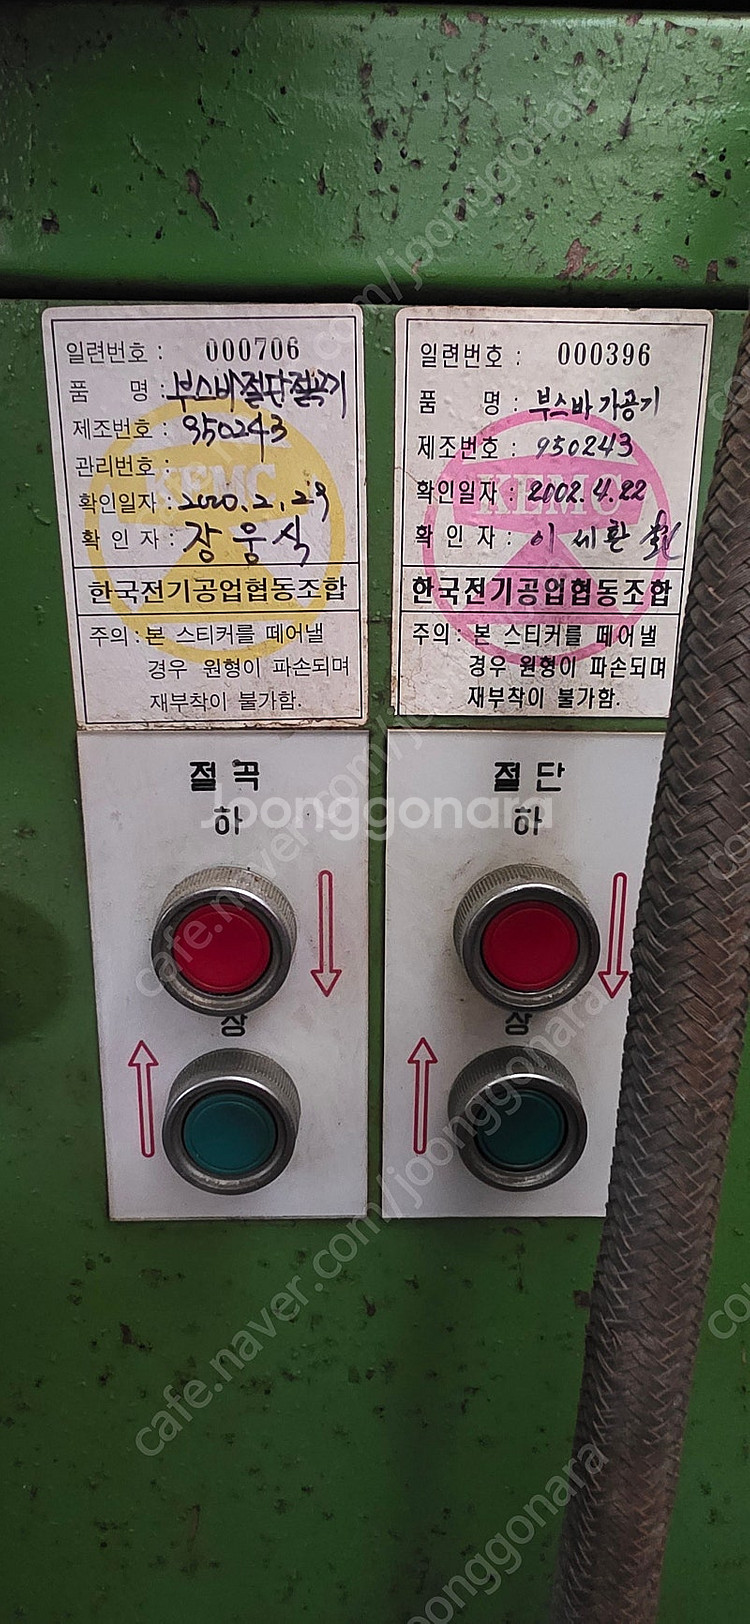 일련번호 : 000706
품 명 : 부스바절단절곡기
제조번호 : 950243
관리번호 :
확인일자 : 2020.2.29
확 인 자 : 장웅식
KEMC
한국전기공업협동조합
주의 : 본 스티커를 떼어낼
경우 원형이 파손되며
재부착이 불가함.
일련번호 : 000396
품 명 : 부스바가공기
제조번호 : 950243
확인일자 : 2002.4.22
확 인 자 : 이세환
KEMC
한국전기공업협동조합
주의 : 본 스티커를 떼어낼
경우 원형이 파손되며
재부착이 불가함.
절곡
하
상
절단
하
상
Joonggonara
cafe.naver.com/joonggonara
cafe.naver.com/joonggonara